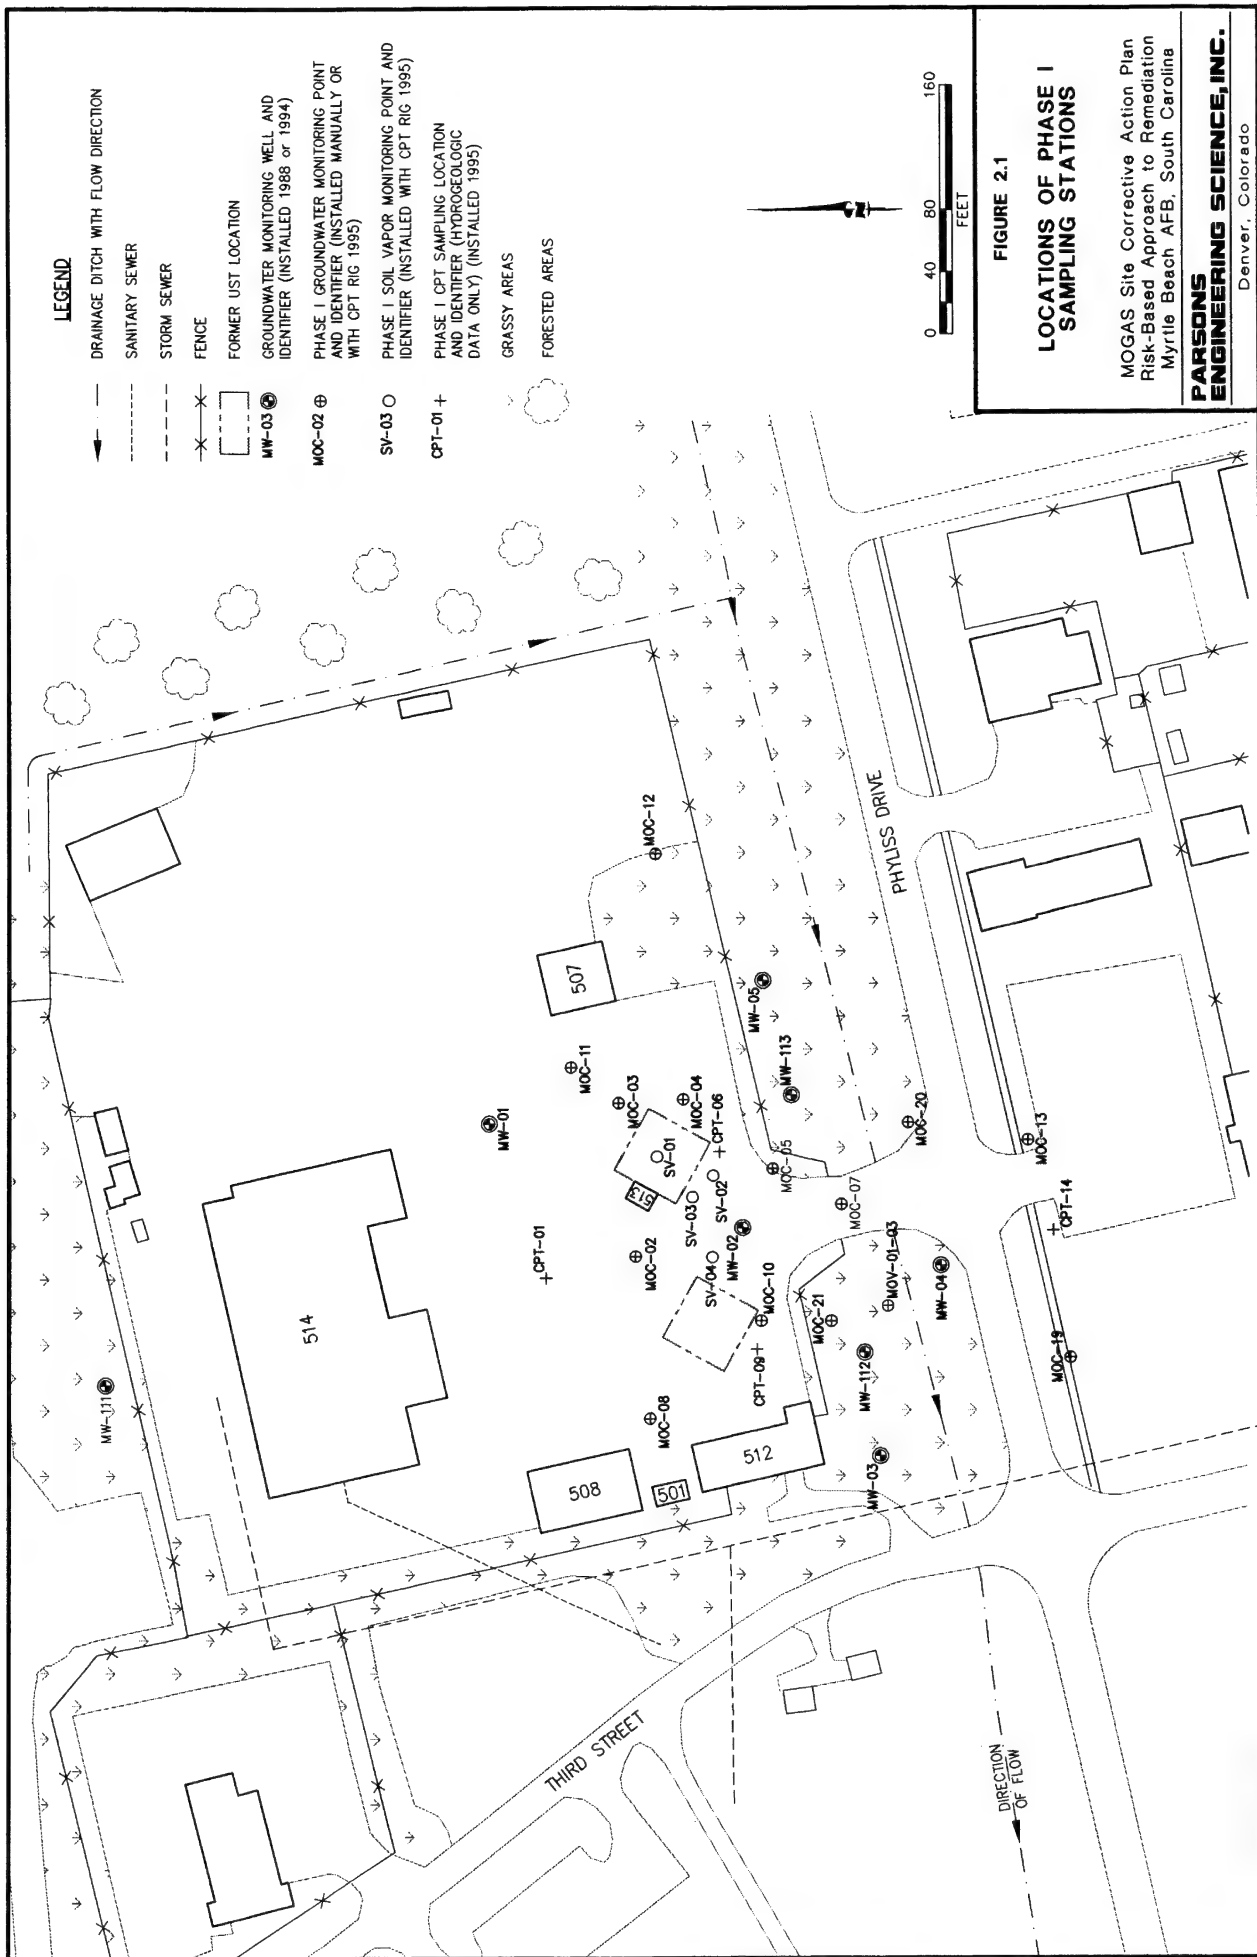 LEGEND
DRAINAGE DITCH WITH FLOW DIRECTION
SANITARY SEWER
STORM SEWER
FENCE
FORMER UST LOCATION
MW-03
GROUNDWATER MONITORING WELL AND
IDENTIFIER (INSTALLED 1988 or 1994)
MOC-02
PHASE I GROUNDWATER MONITORING POINT
AND IDENTIFIER (INSTALLED MANUALLY OR
WITH CPT RIG 1995)
SV-03
PHASE I SOIL VAPOR MONITORING POINT AND
IDENTIFIER (INSTALLED WITH CPT RIG 1995)
CPT-01
PHASE I CPT SAMPLING LOCATION
AND IDENTIFIER (HYDROGEOLOGIC
DATA ONLY) (INSTALLED 1995)
GRASSY AREAS
FORESTED AREAS
N
0 40 80 160
FEET
FIGURE 2.1
LOCATIONS OF PHASE I
SAMPLING STATIONS
MOGAS Site Corrective Action Plan
Risk-Based Approach to Remediation
Myrtle Beach AFB, South Carolina
PARSONS
ENGINEERING SCIENCE, INC.
Denver, Colorado
MW-111
514
MW-01
CPT-01
MOC-11
507
MOC-12
MOC-03
SV-01
513
MOC-04
CPT-06
MOC-02
SV-03
SV-02
SV-04
MW-02
MOC-08
508
501
512
CPT-09
MOC-10
MOC-05
MW-05
MW-113
MOC-21
MOC-07
MOV-01-03
MW-112
MW-03
MW-04
MOC-20
PHYLISS DRIVE
MOC-13
CPT-14
MOC-19
THIRD STREET
DIRECTION
OF FLOW